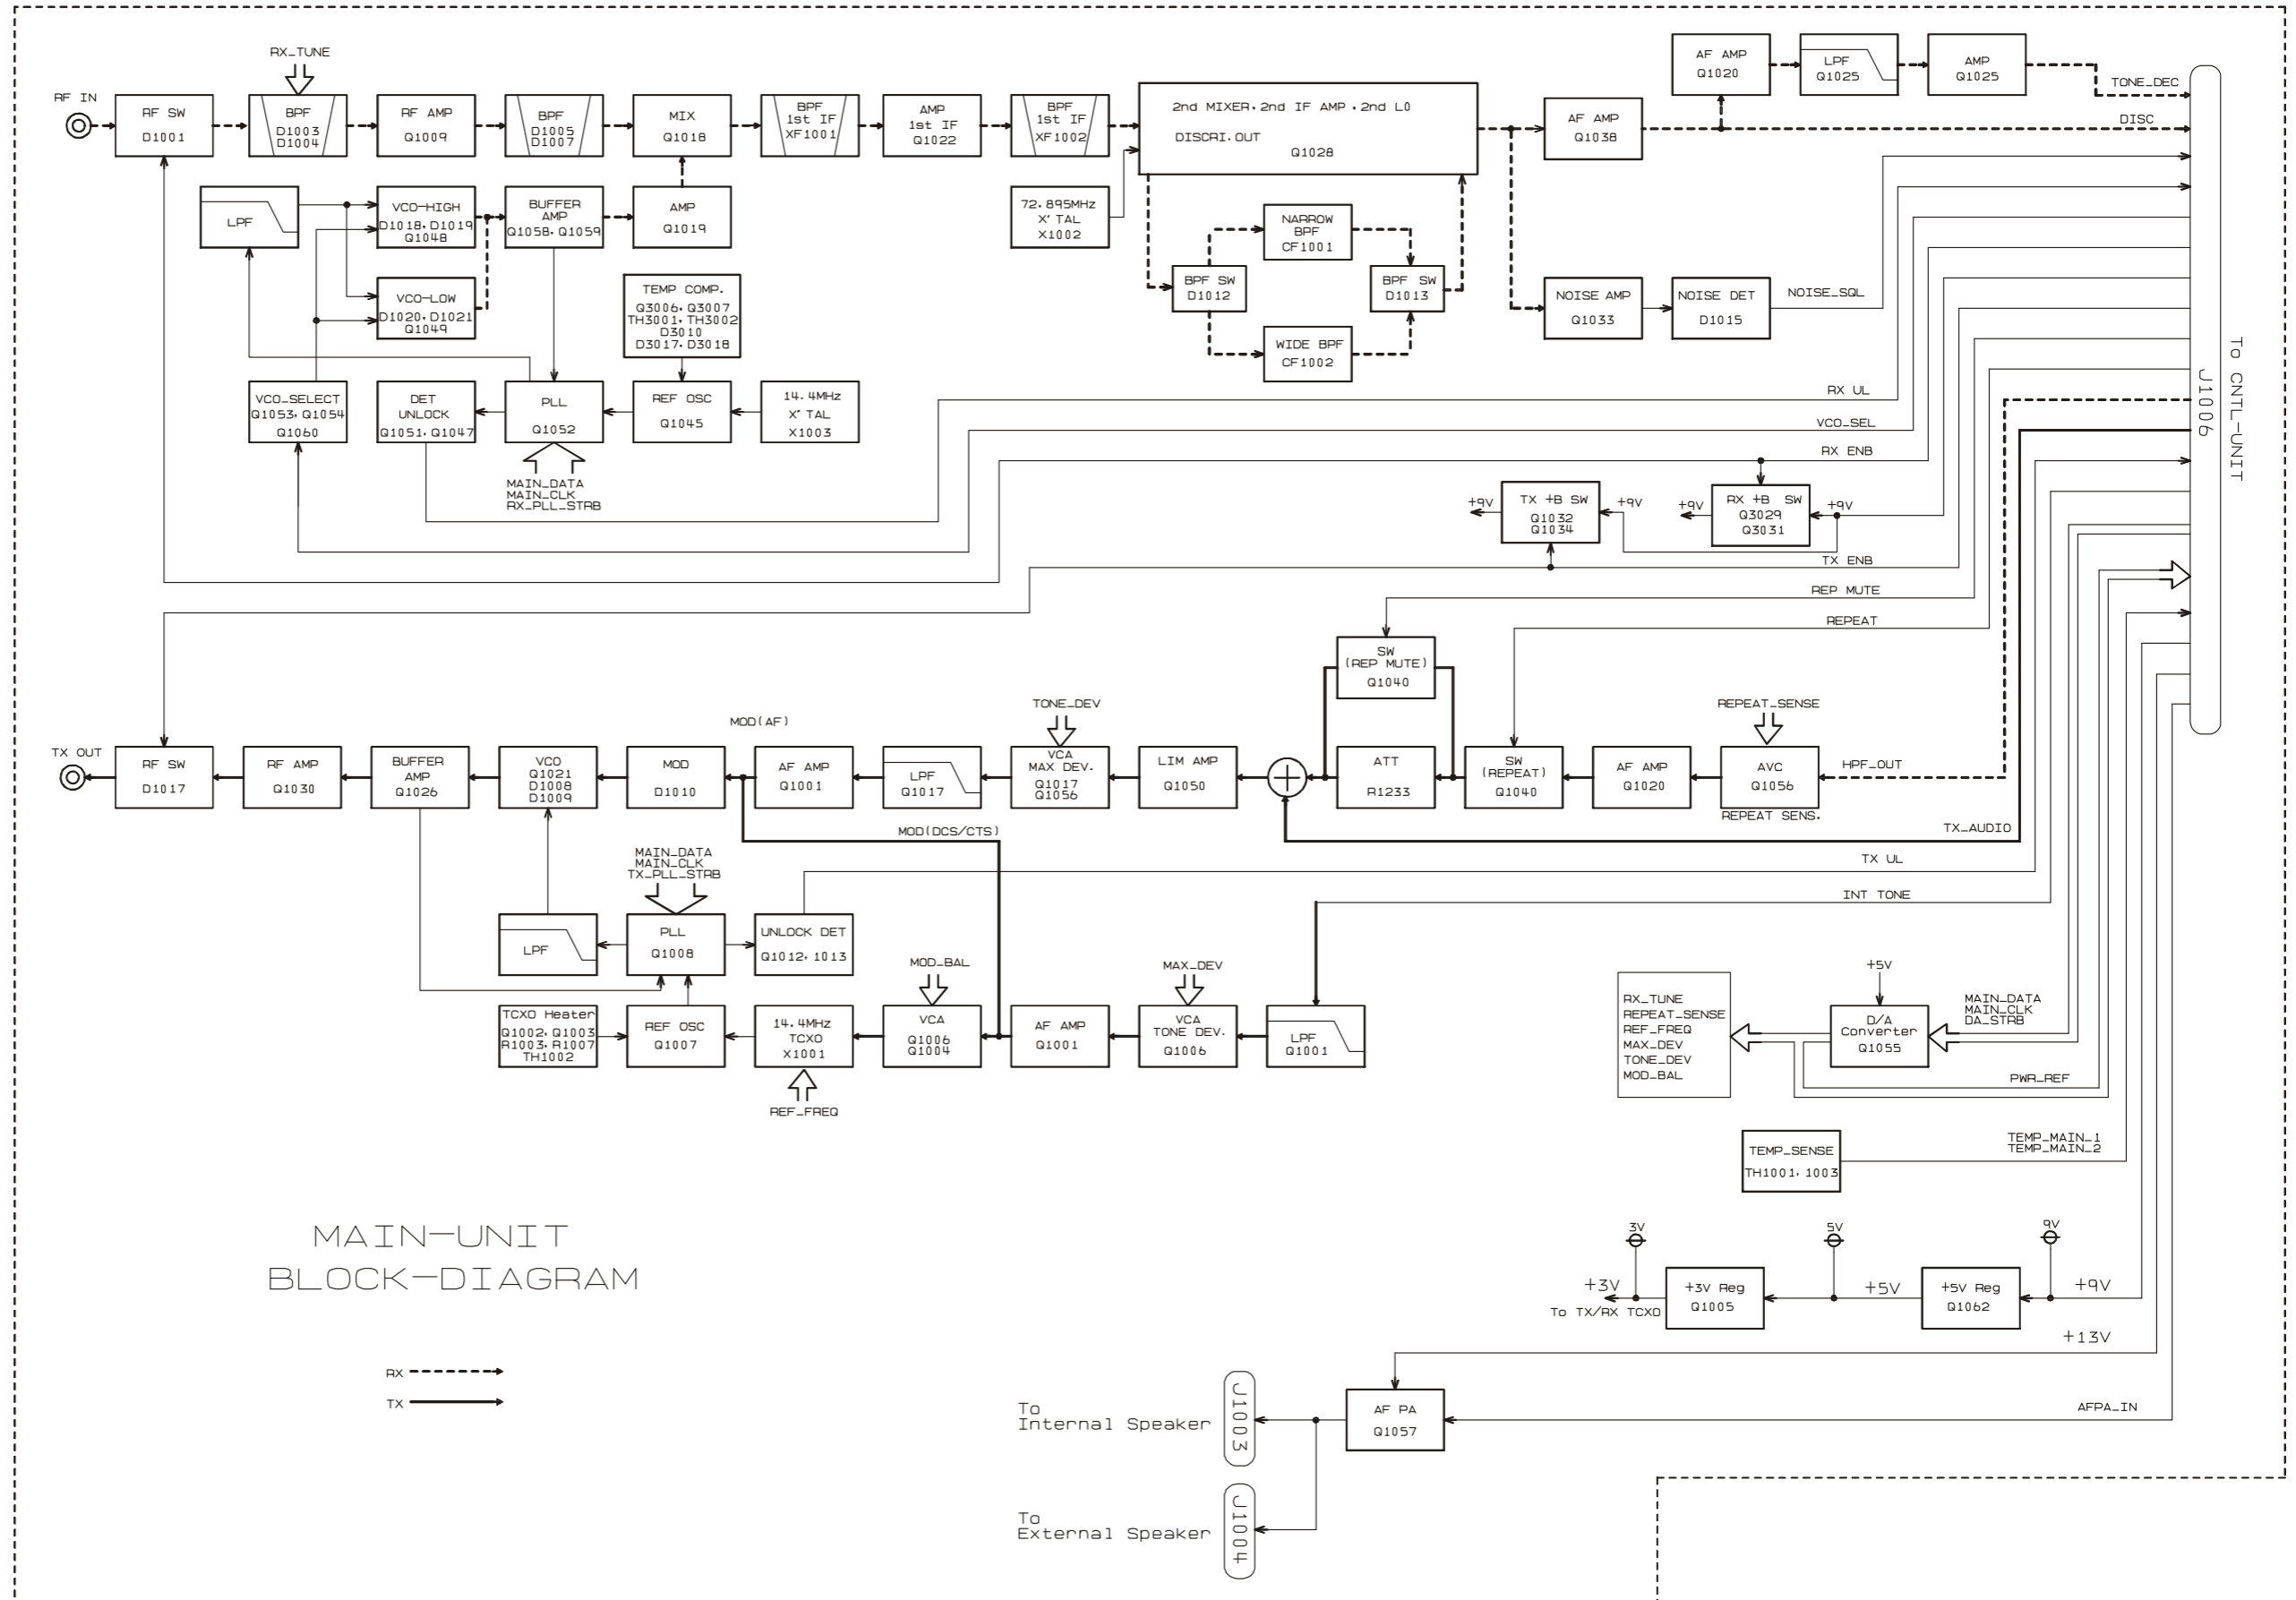 RX_TUNE
RF IN
RF SW
D1001
BPF
D1003
D1004
RF AMP
Q1009
BPF
D1005
D1007
MIX
Q1018
BPF
1st IF
XF1001
AMP
1st IF
Q1022
BPF
1st IF
XF1002
2nd MIXER・2nd IF AMP・2nd LO
DISCRI.OUT
Q1028
AF AMP
Q1038
AF AMP
Q1020
LPF
Q1025
AMP
Q1025
TONE_DEC
DISC
LPF
VCO-HIGH
D1018,D1019
Q1048
BUFFER
AMP
Q1058,Q1059
AMP
Q1019
72.895MHz
X'TAL
X1002
NARROW
BPF
CF1001
BPF SW
D1012
BPF SW
D1013
WIDE BPF
CF1002
NOISE AMP
Q1033
NOISE DET
D1015
NOISE_SQL
VCO-LOW
D1020,D1021
Q1049
TEMP COMP.
Q3006,Q3007
TH3001,TH3002
D3010
D3017,D3018
VCO_SELECT
Q1053,Q1054
Q1060
DET
UNLOCK
Q1051,Q1047
PLL
Q1052
REF OSC
Q1045
14.4MHz
X'TAL
X1003
MAIN_DATA
MAIN_CLK
RX_PLL_STRB
RX UL
VCO_SEL
RX ENB
To CNTL-UNIT
J1006
+9V
TX +B SW
Q1032
Q1034
+9V
+9V
RX +B SW
Q3029
Q3031
+9V
TX ENB
REP MUTE
REPEAT
SW
(REP MUTE)
Q1040
TONE_DEV
REPEAT_SENSE
MOD(AF)
TX OUT
RF SW
D1017
RF AMP
Q1030
BUFFER
AMP
Q1026
VCO
Q1021
D1008
D1009
MOD
D1010
AF AMP
Q1001
LPF
Q1017
VCA
MAX DEV.
Q1017
Q1056
LIM AMP
Q1050
ATT
R1233
SW
(REPEAT)
Q1040
AF AMP
Q1020
AVC
Q1056
REPEAT SENS.
HPF_OUT
MOD(DCS/CTS)
TX_AUDIO
MAIN_DATA
MAIN_CLK
TX_PLL_STRB
TX UL
INT TONE
LPF
PLL
Q1008
UNLOCK DET
Q1012,1013
MOD_BAL
MAX_DEV
TCXO Heater
Q1002,Q1003
R1003,R1007
TH1002
REF OSC
Q1007
14.4MHz
TCXO
X1001
VCA
Q1006
Q1004
AF AMP
Q1001
VCA
TONE DEV.
Q1006
LPF
Q1001
REF_FREQ
RX_TUNE
REPEAT_SENSE
REF_FREQ
MAX_DEV
TONE_DEV
MOD_BAL
+5V
D/A
Converter
Q1055
MAIN_DATA
MAIN_CLK
DA_STRB
PWR_REF
TEMP_SENSE
TH1001,1003
TEMP_MAIN_1
TEMP_MAIN_2
MAIN-UNIT
BLOCK-DIAGRAM
3V
5V
9V
+3V
To TX/RX TCXO
+3V Reg
Q1005
+5V
+5V Reg
Q1062
+9V
+13V
RX
TX
To
Internal Speaker
J1003
AF PA
Q1057
AFPA_IN
To
External Speaker
J1004